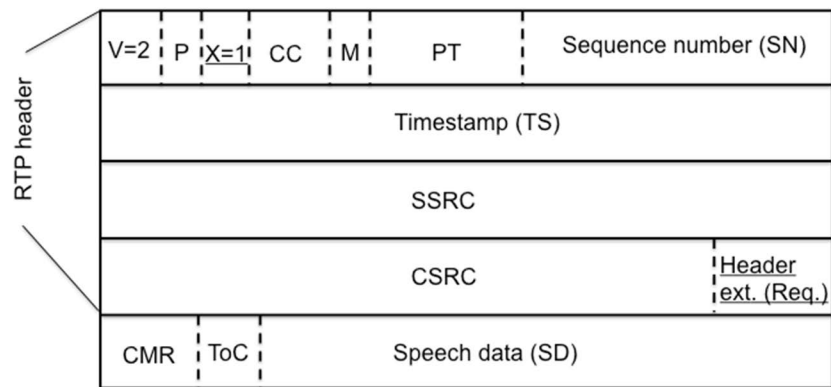 RTP header
V=2 P X=1 CC M PT Sequence number (SN)
Timestamp (TS)
SSRC
CSRC Header
ext. (Req.)
CMR ToC Speech data (SD)